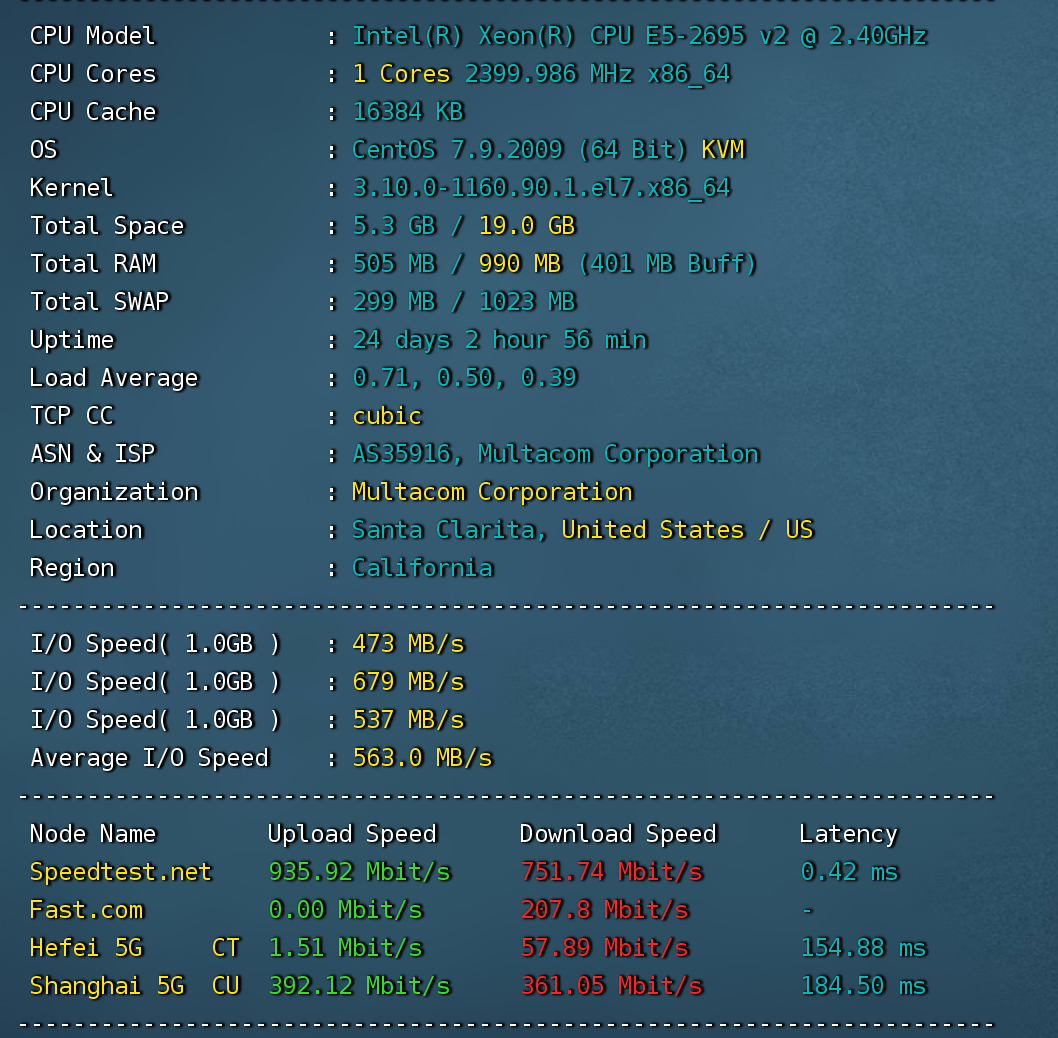 CPU Model : Intel(R) Xeon(R) CPU E5-2695 v2 @ 2.40GHz
CPU Cores : 1 Cores 2399.986 MHz x86_64
CPU Cache : 16384 KB
OS : CentOS 7.9.2009 (64 Bit) KVM
Kernel : 3.10.0-1160.90.1.el7.x86_64
Total Space : 5.3 GB / 19.0 GB
Total RAM : 505 MB / 990 MB (401 MB Buff)
Total SWAP : 299 MB / 1023 MB
Uptime : 24 days 2 hour 56 min
Load Average : 0.71, 0.50, 0.39
TCP CC : cubic
ASN & ISP : AS35916, Multacom Corporation
Organization : Multacom Corporation
Location : Santa Clarita, United States / US
Region : California
----------------------------------------------------------------------
I/O Speed( 1.0GB ) : 473 MB/s
I/O Speed( 1.0GB ) : 679 MB/s
I/O Speed( 1.0GB ) : 537 MB/s
Average I/O Speed : 563.0 MB/s
----------------------------------------------------------------------
Node Name Upload Speed Download Speed Latency
Speedtest.net 935.92 Mbit/s 751.74 Mbit/s 0.42 ms
Fast.com 0.00 Mbit/s 207.8 Mbit/s -
Hefei 5G CT 1.51 Mbit/s 57.89 Mbit/s 154.88 ms
Shanghai 5G CU 392.12 Mbit/s 361.05 Mbit/s 184.50 ms
----------------------------------------------------------------------